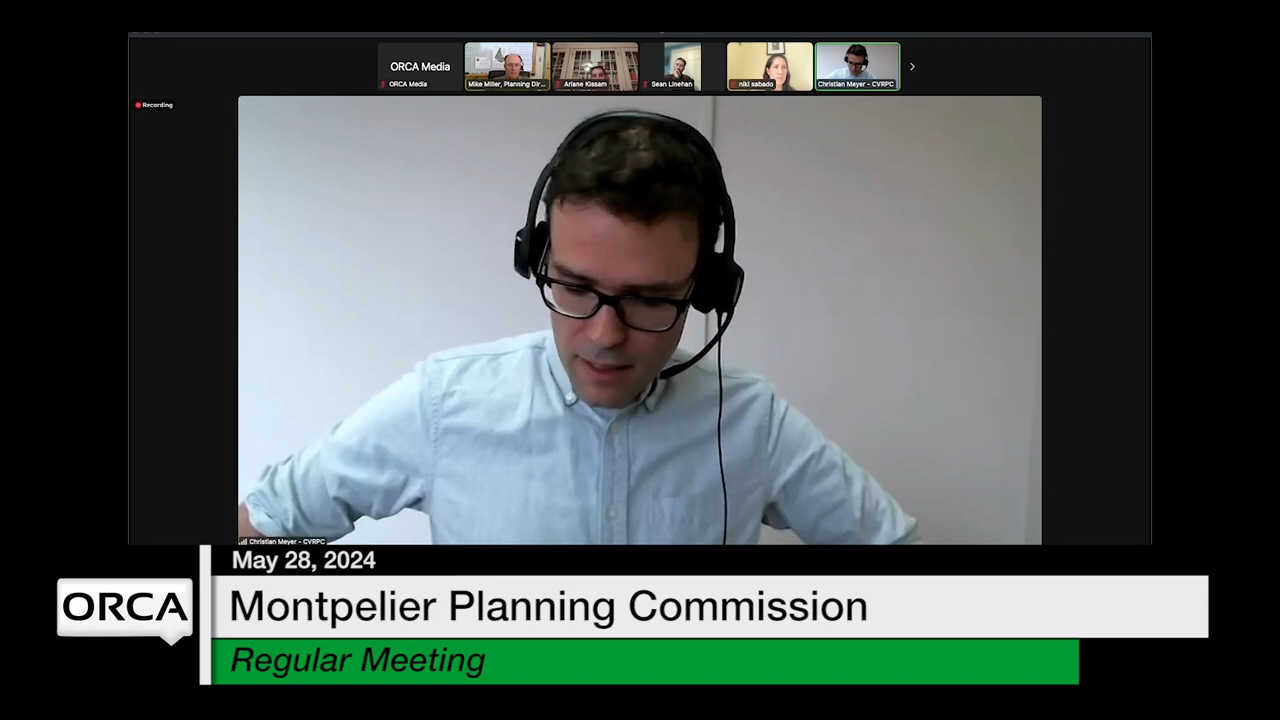 ORCA Media
ORCA Media
Mike Miller, Planning Dir...
Ariane Kissam
Sean Linehan
niki sabado
Christian Meyer - CVRPC
Recording
Christian Meyer - CVRPC
May 28, 2024
ORCA
Montpelier Planning Commission
Regular Meeting